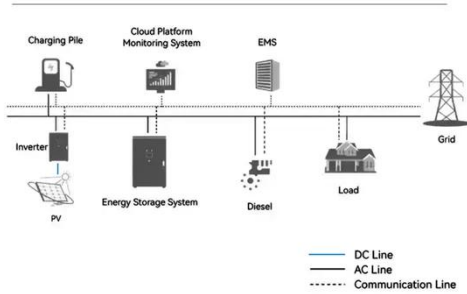 Charging Pile
Cloud Platform
Monitoring System
EMS
Grid
Inverter
PV
Energy Storage System
Diesel
Load
DC Line
AC Line
Communication Line